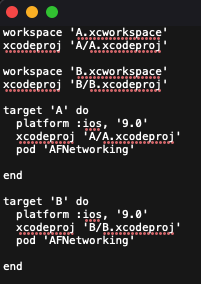 workspace 'A.xcworkspace'
xcodeproj 'A/A.xcodeproj'
workspace 'B.xcworkspace'
xcodeproj 'B/B.xcodeproj'
target 'A' do
platform :ios, '9.0'
xcodeproj 'A/A.xcodeproj'
pod 'AFNetworking'
end
target 'B' do
platform :ios, '9.0'
xcodeproj 'B/B.xcodeproj'
pod 'AFNetworking'
end